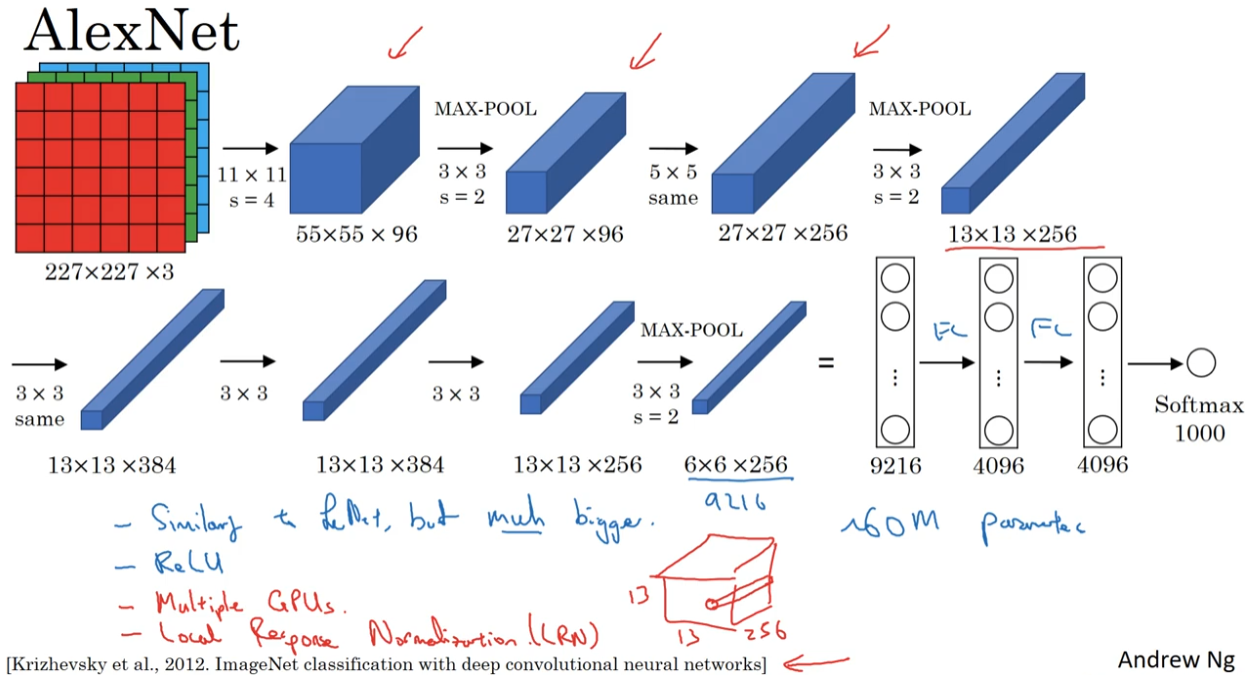 AlexNet
MAX-POOL
MAX-POOL
11 × 11
s = 4
3 × 3
s = 2
5 × 5
same
3 × 3
s = 2
55×55 × 96
27×27 ×96
27×27 ×256
13×13 ×256
227×227 ×3
FC
FC
MAX-POOL
3 × 3
same
3 × 3
3 × 3
3 × 3
s = 2
=
⋮
⋮
⋮
Softmax
1000
13×13 ×384
13×13 ×384
13×13 ×256
6×6 ×256
9216
4096
4096
9216
- Similar to LeNet, but much bigger.
~60M parameters
- ReLU
- Multiple GPUs.
- Local Response Normalization (LRN)
13
13
256
[Krizhevsky et al., 2012. ImageNet classification with deep convolutional neural networks]
Andrew Ng